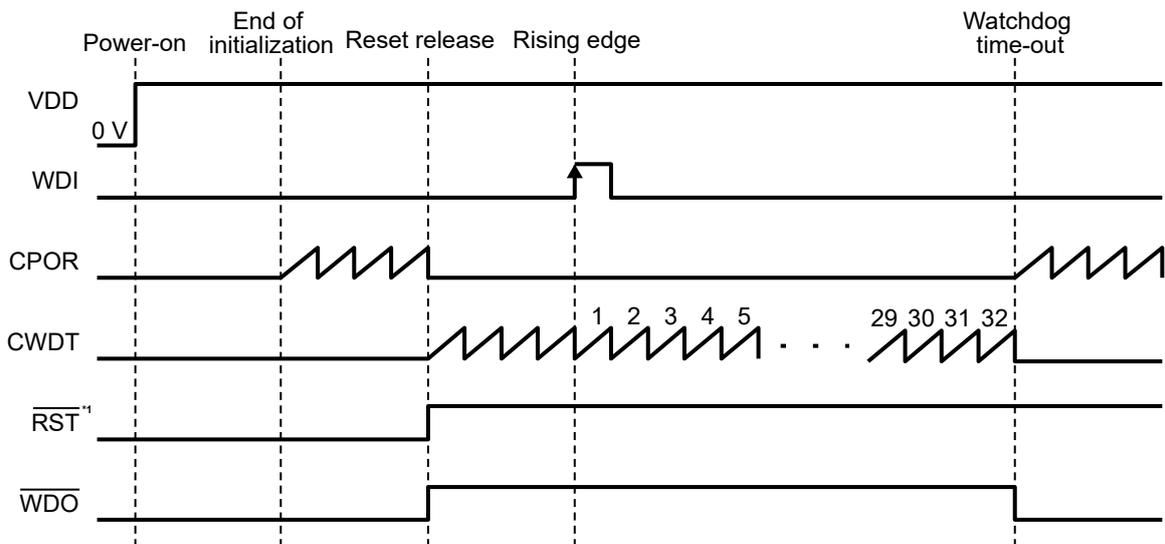 Power-on
End of
initialization
Reset release
Rising edge
Watchdog
time-out
VDD
0 V
WDI
CPOR
CWDT
1 2 3 4 5 . . . 29 30 31 32
RST*1
WDO